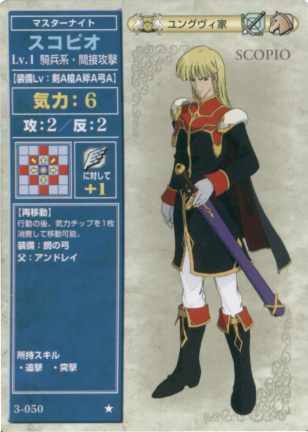 マスターナイト
スコピオ
Lv.1 騎兵系・間接攻撃
【装備Lv：剣A槍A斧A弓A】
気力：6
攻：2／反：2
に対して
+1
【再移動】
行動の後、気力チップを1枚
消費して移動可能。
装備：鋼の弓
父：アンドレイ
所持スキル
・追撃 ・突撃
3-050
★
ユングヴィ家
SCOPIO